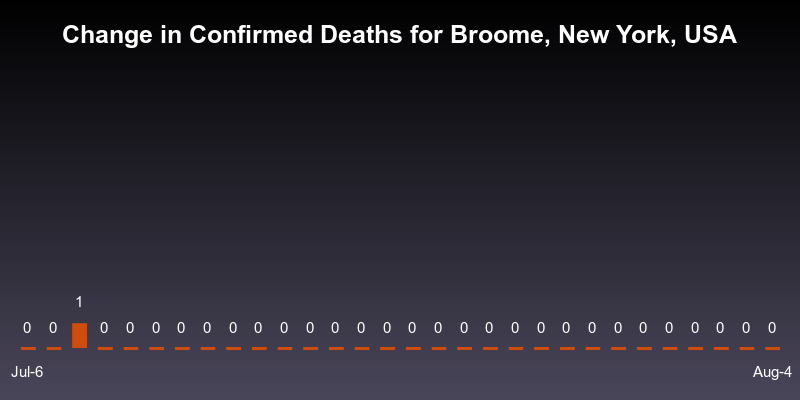 Change in Confirmed Deaths for Broome, New York, USA
1
0 0 0 0 0 0 0 0 0 0 0 0 0 0 0 0 0 0 0 0 0 0 0 0 0 0 0 0 0
Jul-6 Aug-4